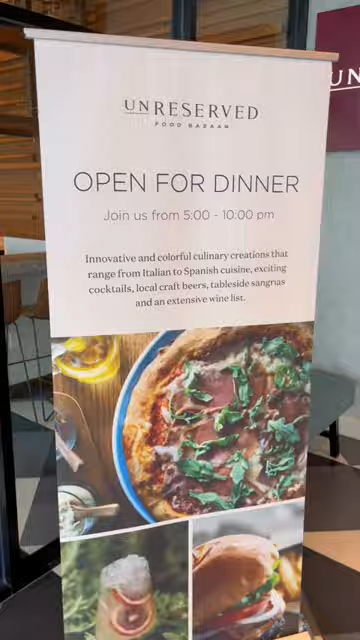 UNRESERVED
FOOD BAZAAR
OPEN FOR DINNER
Join us from 5:00 - 10:00 pm
Innovative and colorful culinary creations that
range from Italian to Spanish cuisine, exciting
cocktails, local craft beers, tableside sangrias
and an extensive wine list.
UN